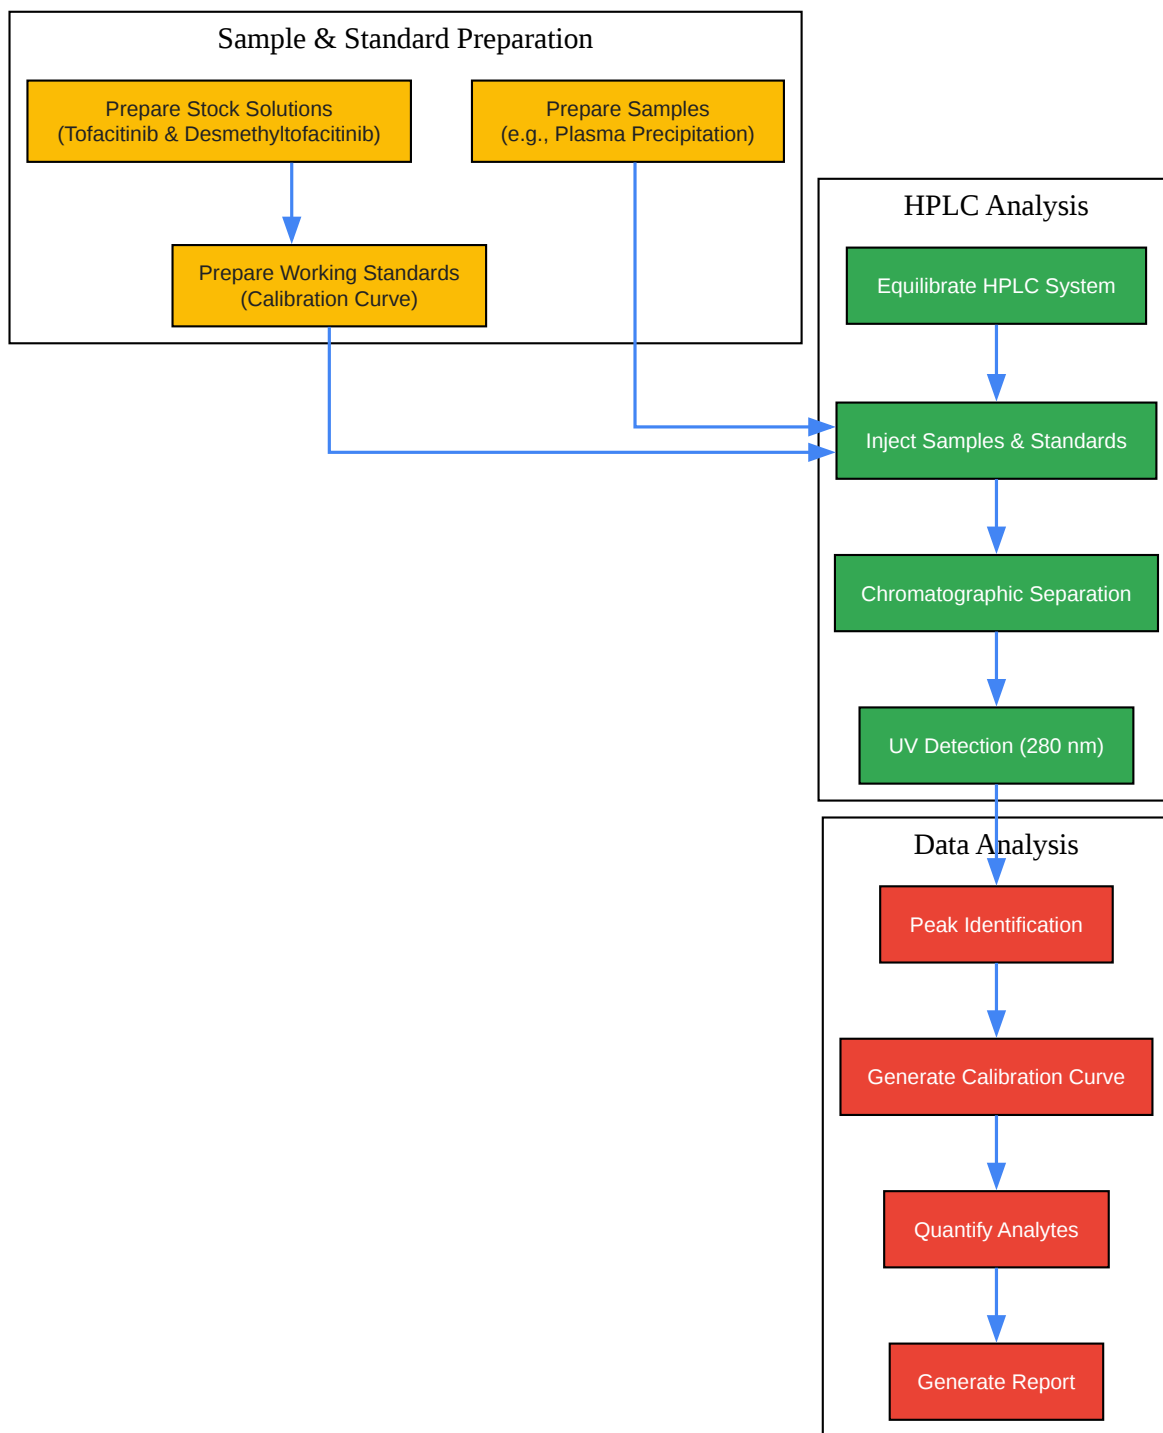 Sample & Standard Preparation
Prepare Stock Solutions
(Tofacitinib & Desmethyltofacitinib)
Prepare Samples
(e.g., Plasma Precipitation)
Prepare Working Standards
(Calibration Curve)
HPLC Analysis
Equilibrate HPLC System
Inject Samples & Standards
Chromatographic Separation
UV Detection (280 nm)
Data Analysis
Peak Identification
Generate Calibration Curve
Quantify Analytes
Generate Report